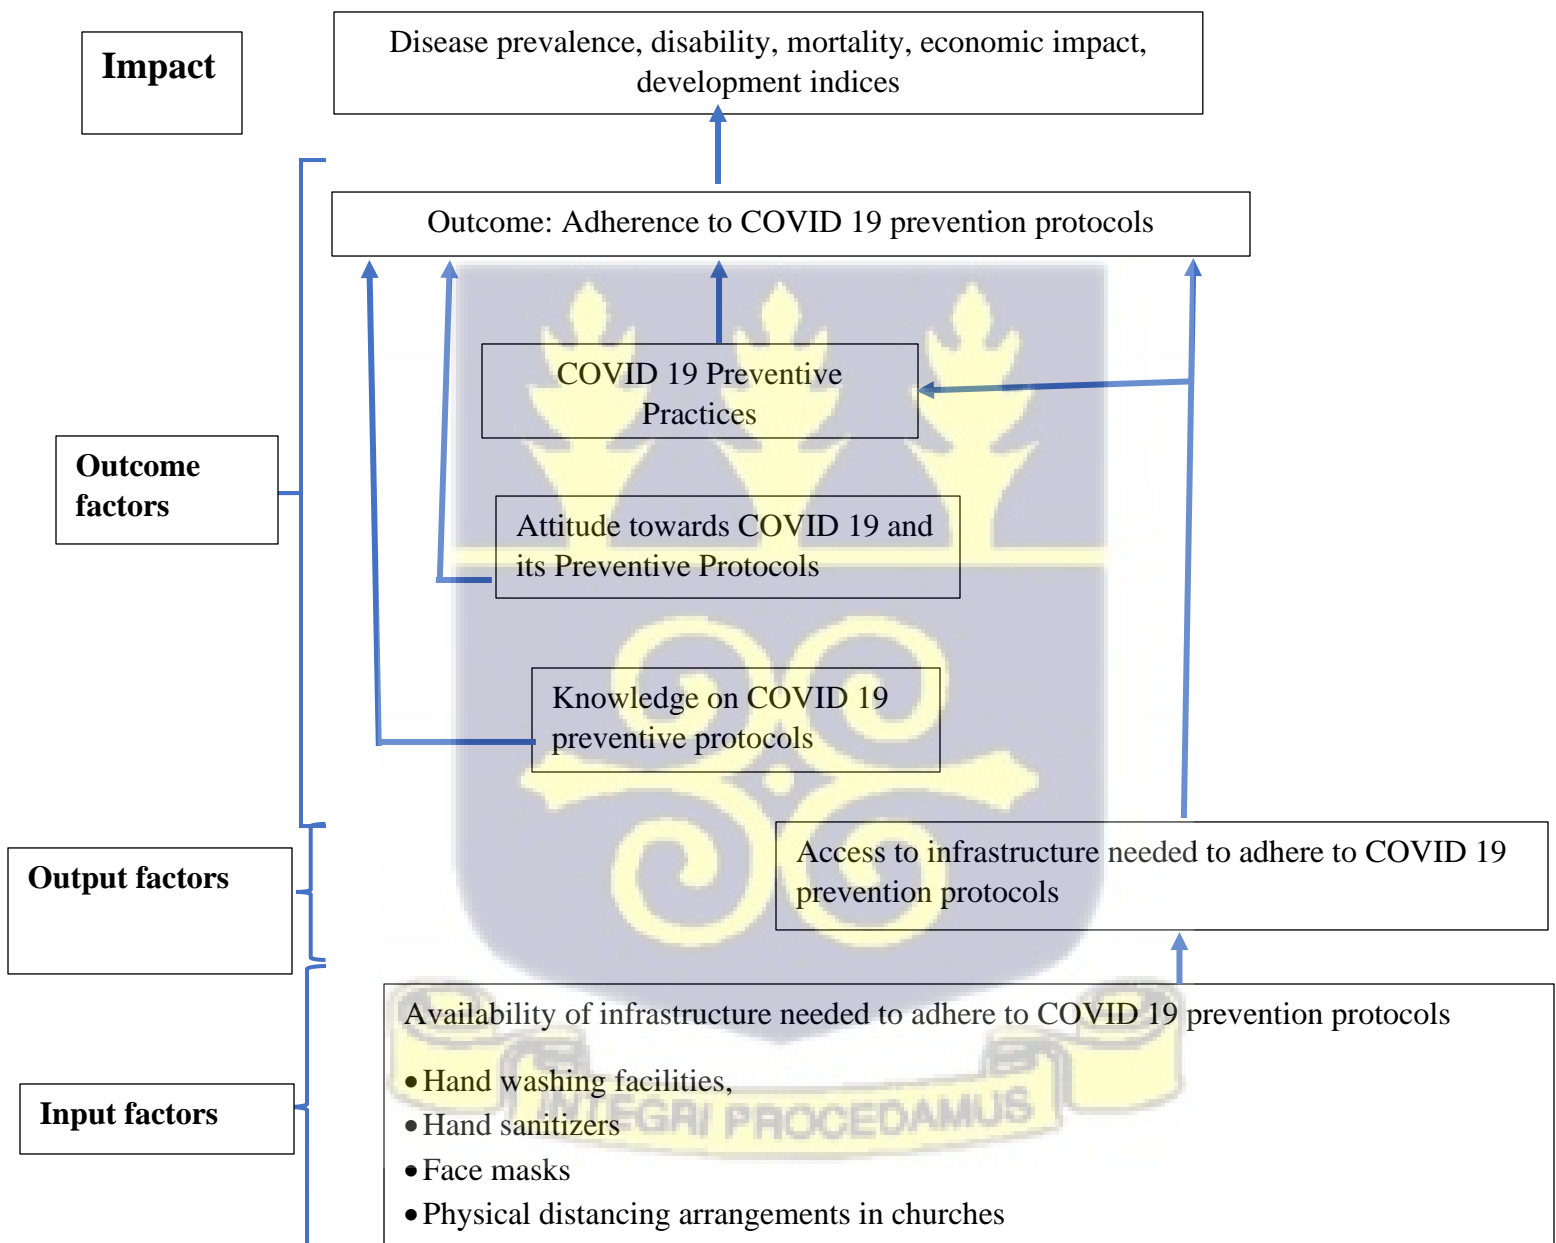 Impact
Disease prevalence, disability, mortality, economic impact,
development indices
Outcome: Adherence to COVID 19 prevention protocols
COVID 19 Preventive
Practices
Outcome
factors
Attitude towards COVID 19 and
its Preventive Protocols
Knowledge on COVID 19
preventive protocols
Output factors
Access to infrastructure needed to adhere to COVID 19
prevention protocols
Input factors
Availability of infrastructure needed to adhere to COVID 19 prevention protocols
• Hand washing facilities,
• Hand sanitizers
• Face masks
• Physical distancing arrangements in churches
INTEGRI PROCEDAMUS